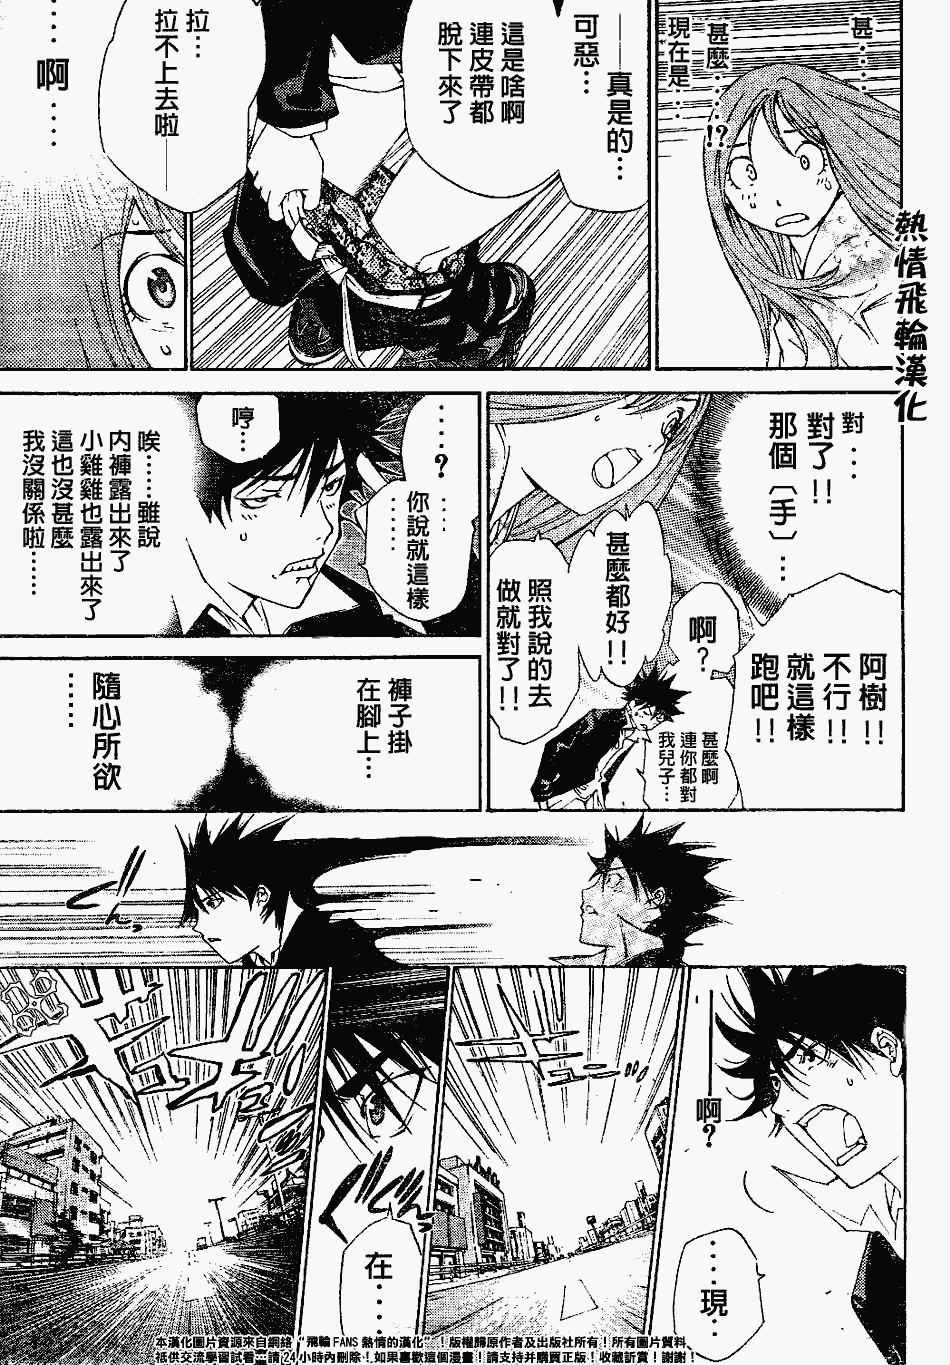 甚…
甚麼…!?
現在是…
——真是的…
可惡…
這是啥啊
連皮帶都
脫下來了
拉…
拉不上去啦
啊……
熱情飛輪漢化
對…
對了!!
那個〔手〕…
阿樹!!
不行!!
就這樣
跑吧!!
啊?
甚麼都好!!
照我說的去
做就對了!!
甚麼啊
連你都對
我兒子…
……?
……
你說就這樣
……
哼…
唉……雖說
內褲露出來了
小雞雞也露出來了
這也沒甚麼
我沒關係啦……
褲子掛
在腳上…
隨心所欲
……
——啊?
…現…
在…
本漢化圖片資源來自網絡 “飛輪FANS熱情的漢化” ！版權歸原作者及出版社所有！所有圖片質料
祗供交流學習試看…請24小時內刪除！如果喜歡這個漫畫！請支持并購買正版！收藏訢賞！謝謝！